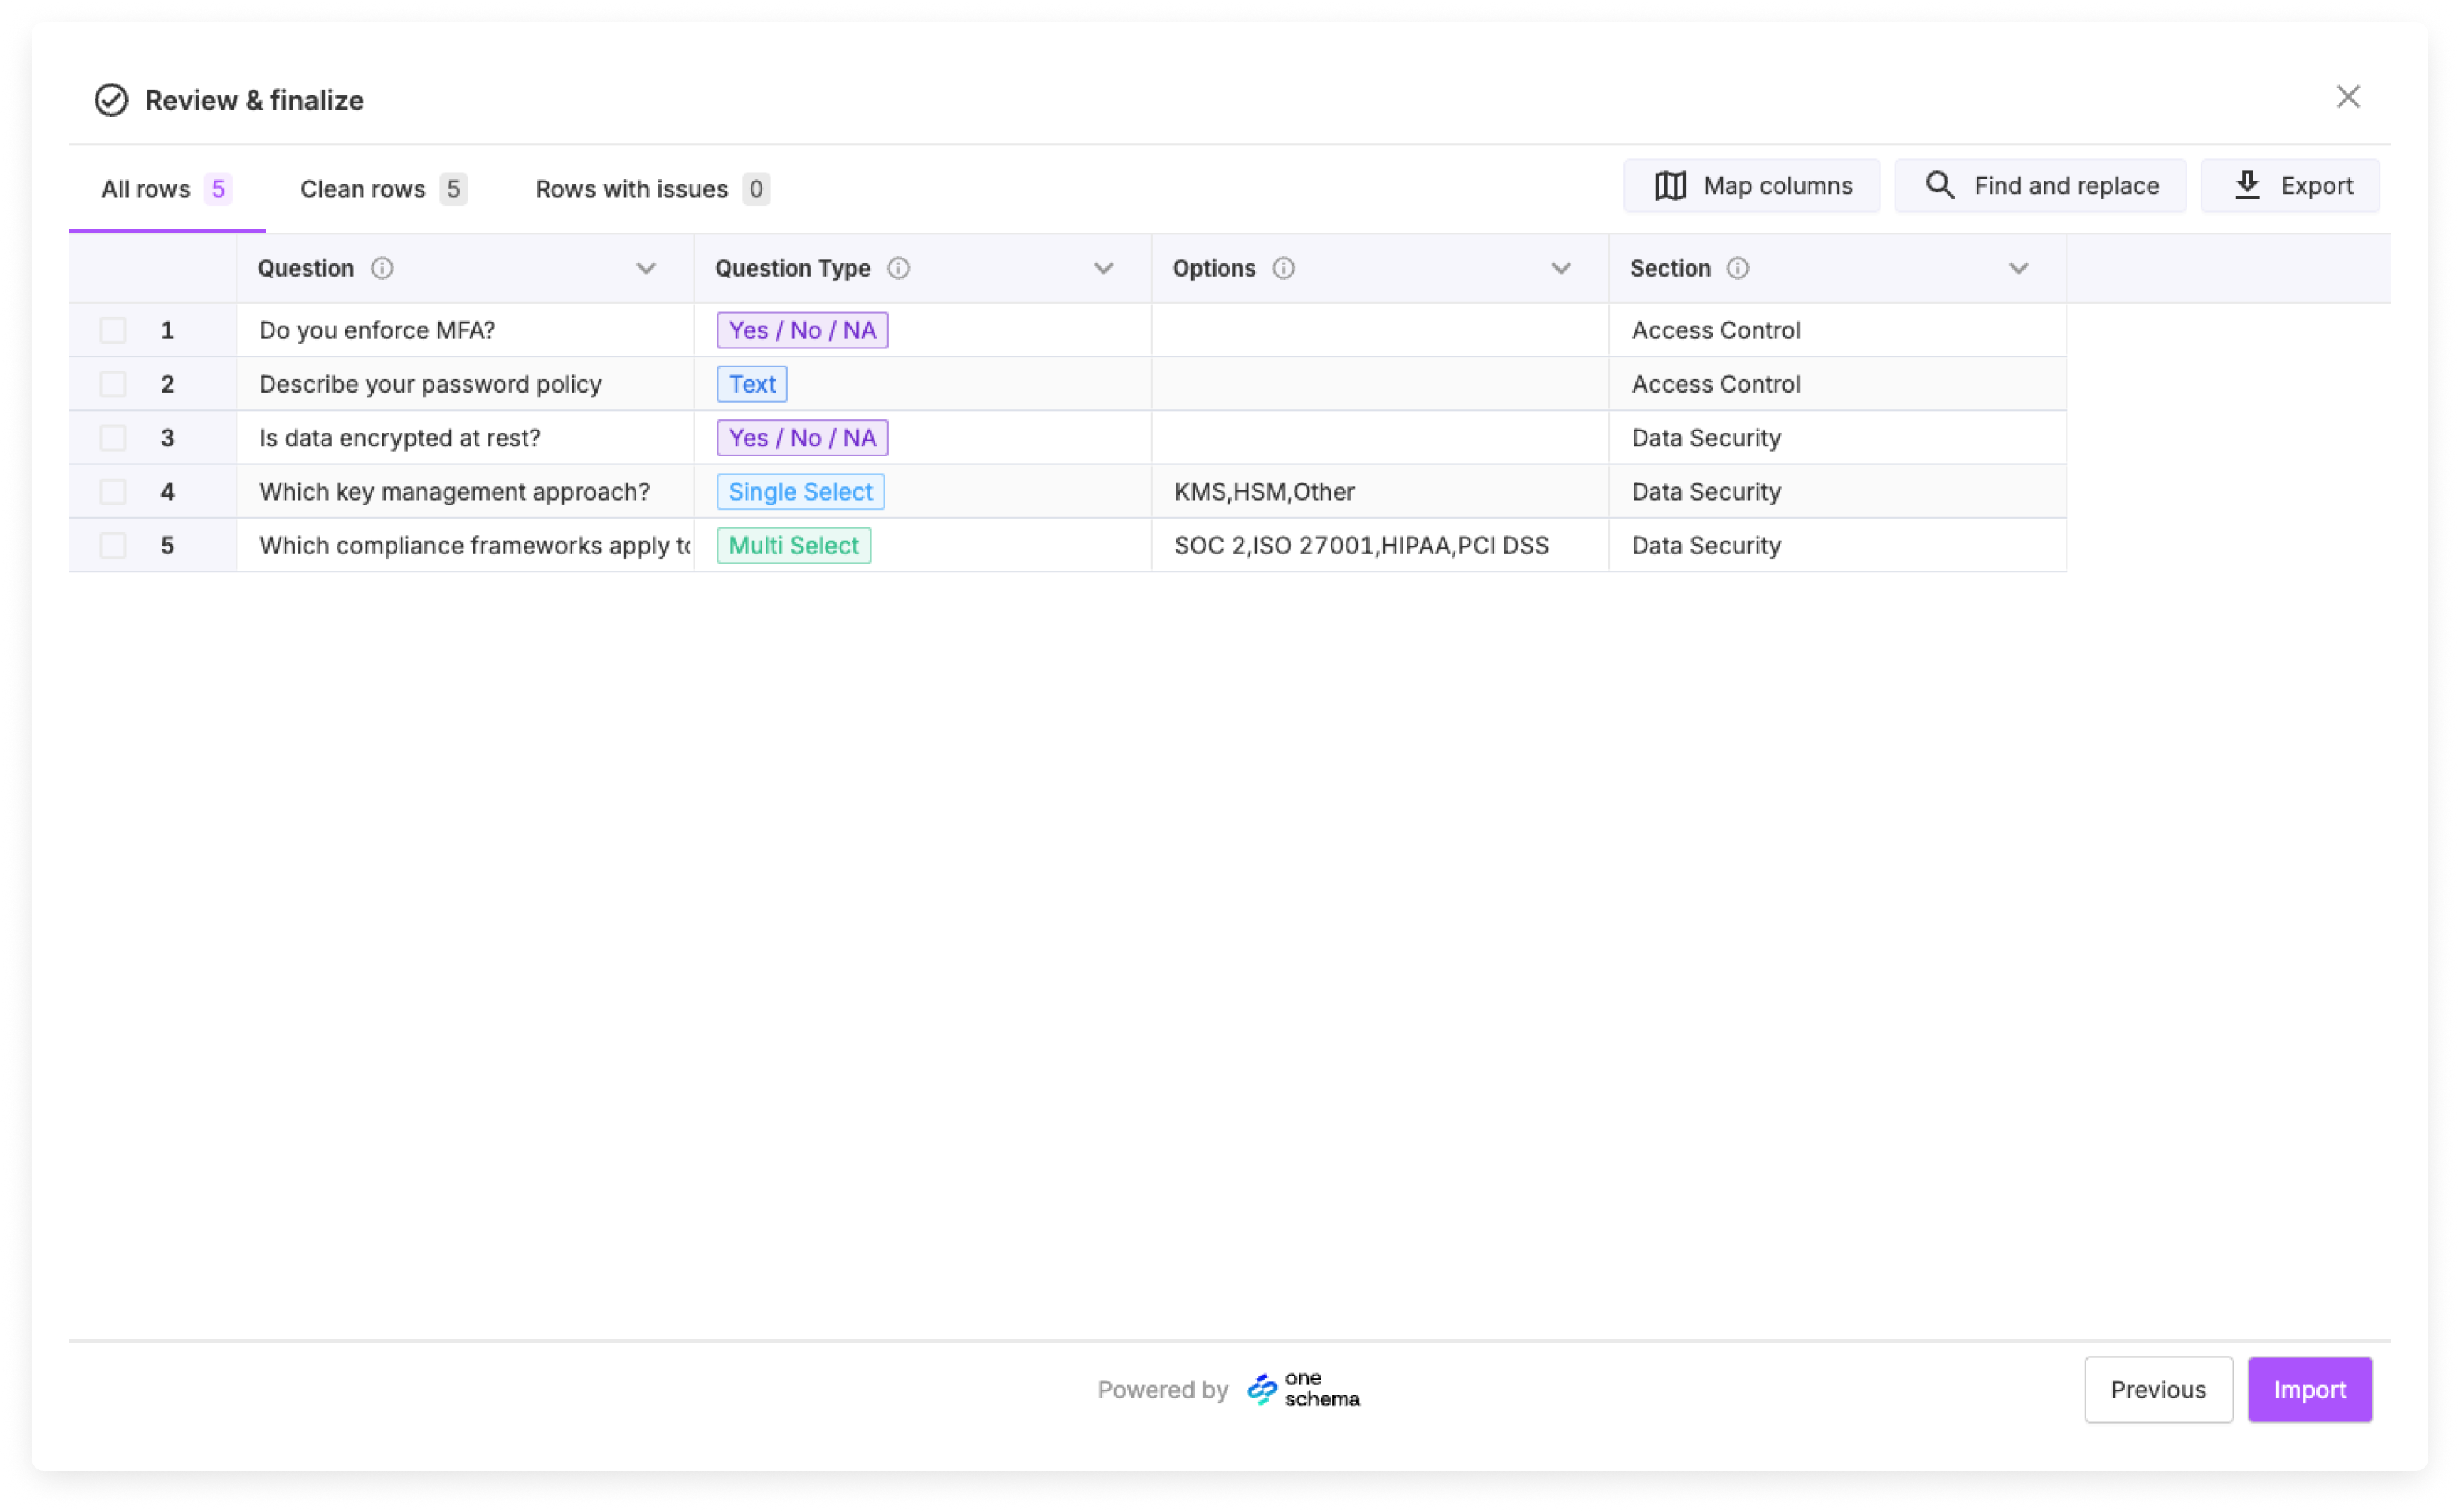 Review & finalize
All rows 5 Clean rows 5 Rows with issues 0 Map columns Find and replace Export
Question Question Type Options Section
1 Do you enforce MFA? Yes / No / NA Access Control
2 Describe your password policy Text Access Control
3 Is data encrypted at rest? Yes / No / NA Data Security
4 Which key management approach? Single Select KMS,HSM,Other Data Security
5 Which compliance frameworks apply Multi Select SOC 2,ISO 27001,HIPAA,PCI DSS Data Security
Powered by one schema Previous Import